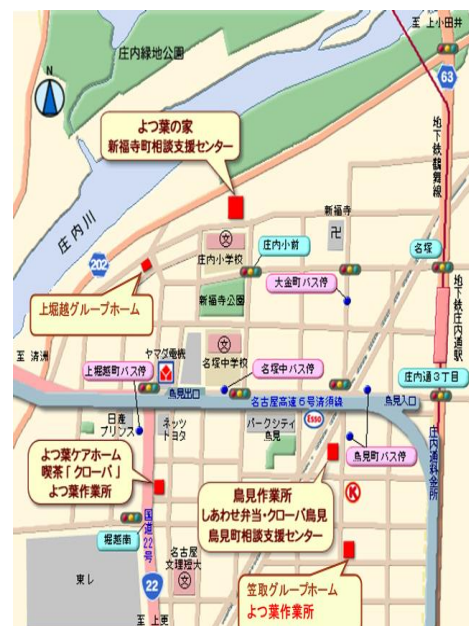 至 上小田井
庄内緑地公園
N
63
よつ葉の家
新福寺町相談支援センター
地下鉄鶴舞線
庄内川
新福寺
文
卍
庄内小前
名塚
庄内小学校
202
大金町バス停
上堀越グループホーム
新福寺公園
地下鉄庄内通駅
至 清洲
ヤマダ電機
文
名塚中学校
上堀越町バス停
名塚中バス停
庄内通3丁目
鳥見出口
名古屋高速6号清須線
鳥見入口
日産
プリンス
ネッツ
トヨタ
パークシティ
鳥見
Esso
鳥見町バス停
庄内通料金所
よつ葉ケアホーム
喫茶「クローバ」
よつ葉作業所
鳥見作業所
しあわせ弁当・クローバ鳥見
鳥見町相談支援センター
K
国道22号
堀越南
名古屋
文理短大
文
東レ
22
笠取グループホーム
よつ葉作業所
至 上更